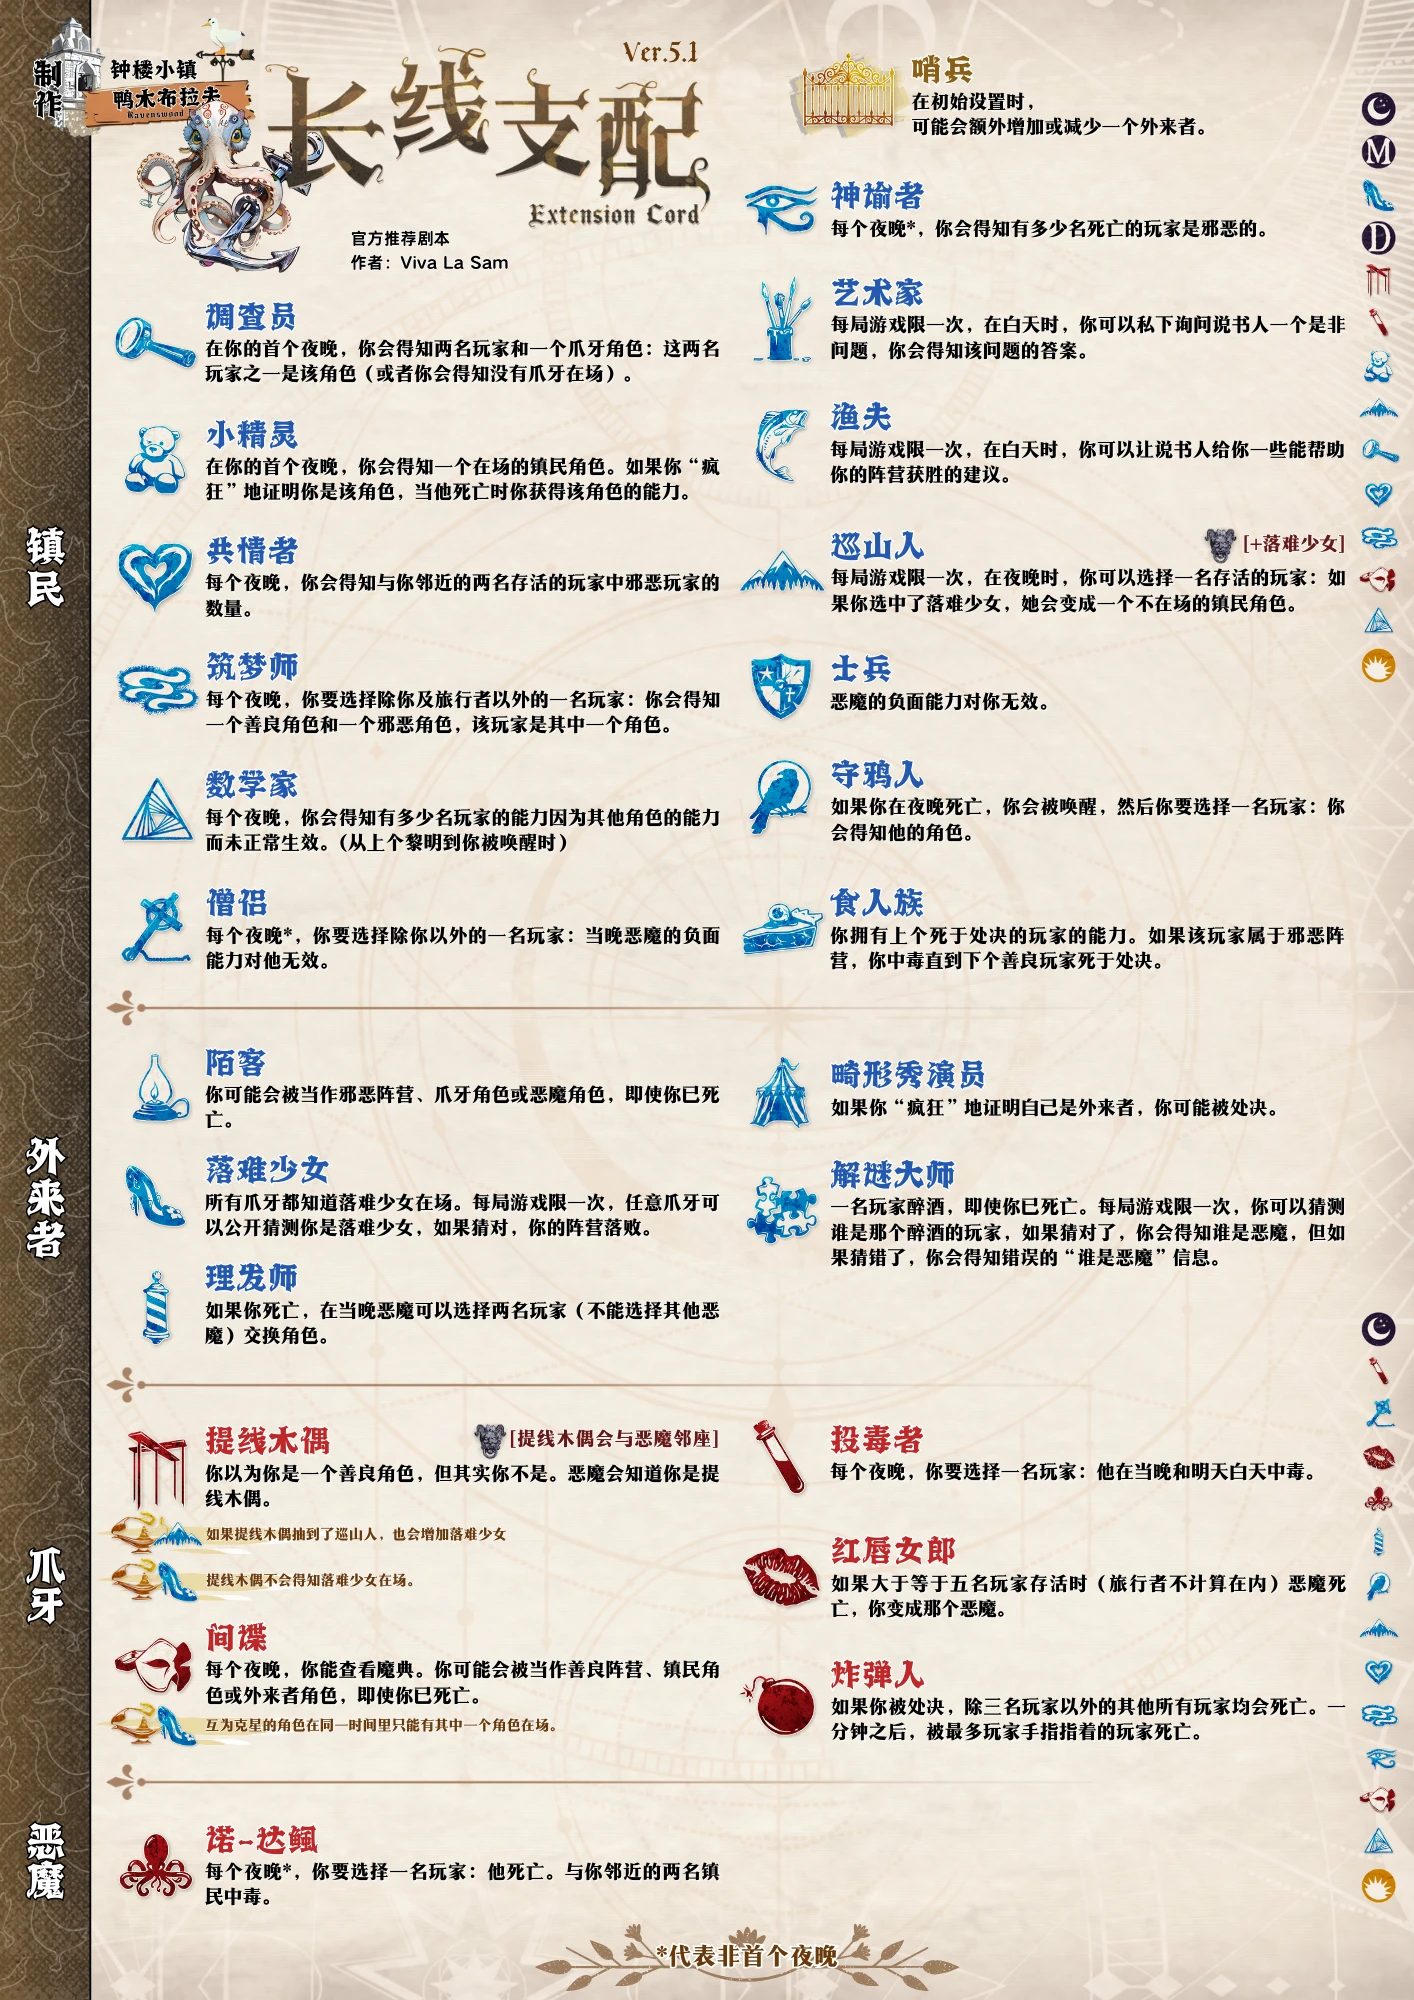 制作
钟楼小镇
鸭木布拉夫
Ravenswood
Ver.5.1
长线支配
Extension Cord
官方推荐剧本
作者：Viva La Sam
哨兵
在初始设置时，
可能会额外增加或减少一个外来者。
镇民
调查员
在你的首个夜晚，你会得知两名玩家和一个爪牙角色：这两名
玩家之一是该角色（或者你会得知没有爪牙在场）。
小精灵
在你的首个夜晚，你会得知一个在场的镇民角色。如果你“疯
狂”地证明你是该角色，当他死亡时你获得该角色的能力。
共情者
每个夜晚，你会得知与你邻近的两名存活的玩家中邪恶玩家的
数量。
筑梦师
每个夜晚，你要选择除你及旅行者以外的一名玩家：你会得知
一个善良角色和一个邪恶角色，该玩家是其中一个角色。
数学家
每个夜晚，你会得知有多少名玩家的能力因为其他角色的能力
而未正常生效。(从上个黎明到你被唤醒时)
僧侣
每个夜晚*，你要选择除你以外的一名玩家：当晚恶魔的负面
能力对他无效。
神谕者
每个夜晚*，你会得知有多少名死亡的玩家是邪恶的。
艺术家
每局游戏限一次，在白天时，你可以私下询问说书人一个是非
问题，你会得知该问题的答案。
渔夫
每局游戏限一次，在白天时，你可以让说书人给你一些能帮助
你的阵营获胜的建议。
巡山人
[+落难少女]
每局游戏限一次，在夜晚时，你可以选择一名存活的玩家：如
果你选中了落难少女，她会变成一个不在场的镇民角色。
士兵
恶魔的负面能力对你无效。
守鸦人
如果你在夜晚死亡，你会被唤醒，然后你要选择一名玩家：你
会得知他的角色。
食人族
你拥有上个死于处决的玩家的能力。如果该玩家属于邪恶阵
营，你中毒直到下个善良玩家死于处决。
外来者
陌客
你可能会被当作邪恶阵营、爪牙角色或恶魔角色，即使你已死
亡。
落难少女
所有爪牙都知道落难少女在场。每局游戏限一次，任意爪牙可
以公开猜测你是落难少女，如果猜对，你的阵营落败。
理发师
如果你死亡，在当晚恶魔可以选择两名玩家（不能选择其他恶
魔）交换角色。
畸形秀演员
如果你“疯狂”地证明自己是外来者，你可能被处决。
解谜大师
一名玩家醉酒，即使你已死亡。每局游戏限一次，你可以猜测
谁是那个醉酒的玩家，如果猜对了，你会得知谁是恶魔，但如
果猜错了，你会得知错误的“谁是恶魔”信息。
爪牙
提线木偶
[提线木偶会与恶魔邻座]
你以为你是一个善良角色，但其实你不是。恶魔会知道你是提
线木偶。
如果提线木偶抽到了巡山人，也会增加落难少女
提线木偶不会得知落难少女在场。
间谍
每个夜晚，你能查看魔典。你可能会被当作善良阵营、镇民角
色或外来者角色，即使你已死亡。
互为克星的角色在同一时间里只能有其中一个角色在场。
投毒者
每个夜晚，你要选择一名玩家：他在当晚和明天白天中毒。
红唇女郎
如果大于等于五名玩家存活时（旅行者不计算在内）恶魔死
亡，你变成那个恶魔。
炸弹人
如果你被处决，除三名玩家以外的其他所有玩家均会死亡。一
分钟之后，被最多玩家手指指着的玩家死亡。
恶魔
诺-达鲺
每个夜晚*，你要选择一名玩家：他死亡。与你邻近的两名镇
民中毒。
*代表非首个夜晚
M
D